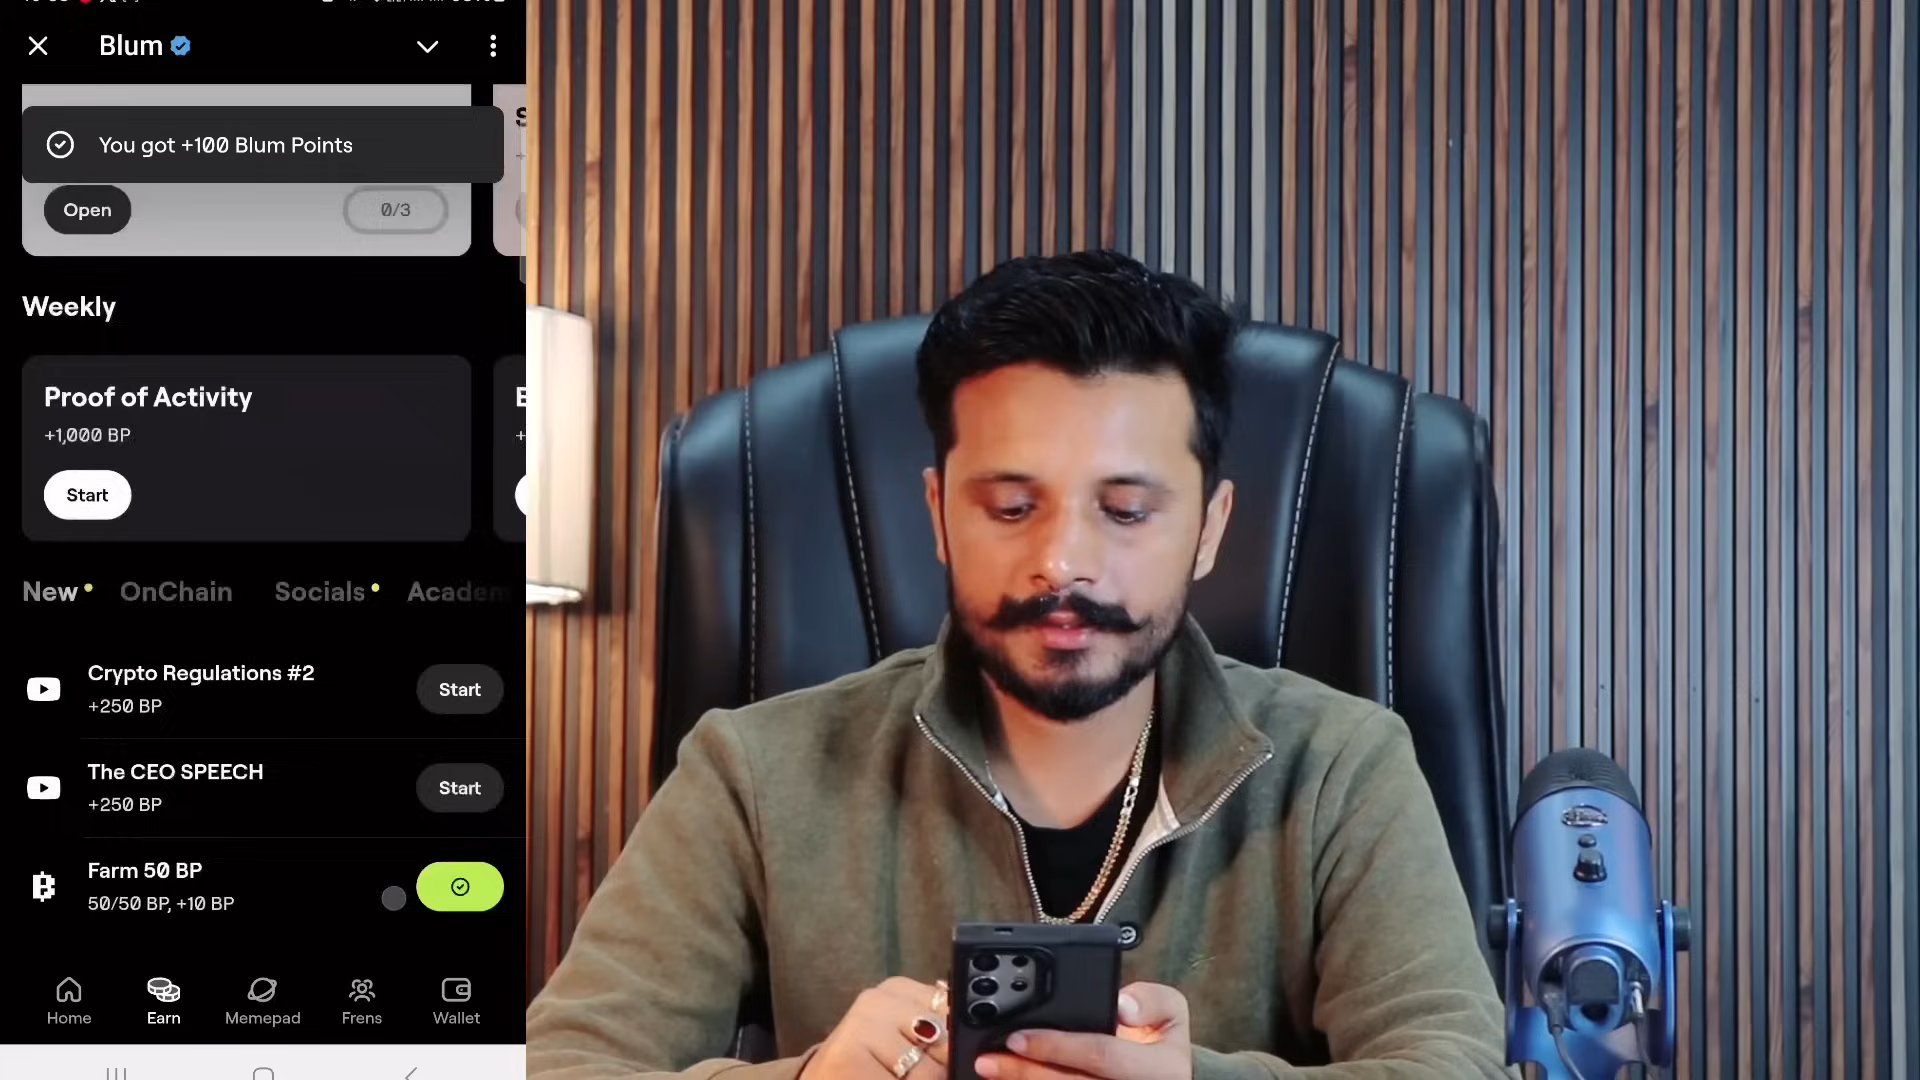 Blum
You got +100 Blum Points
Open
0/3
Weekly
Proof of Activity
+1,000 BP
Start
New
OnChain
Socials
Academ
Crypto Regulations #2
+250 BP
Start
The CEO SPEECH
+250 BP
Start
Farm 50 BP
50/50 BP, +10 BP
Home
Earn
Memepad
Frens
Wallet